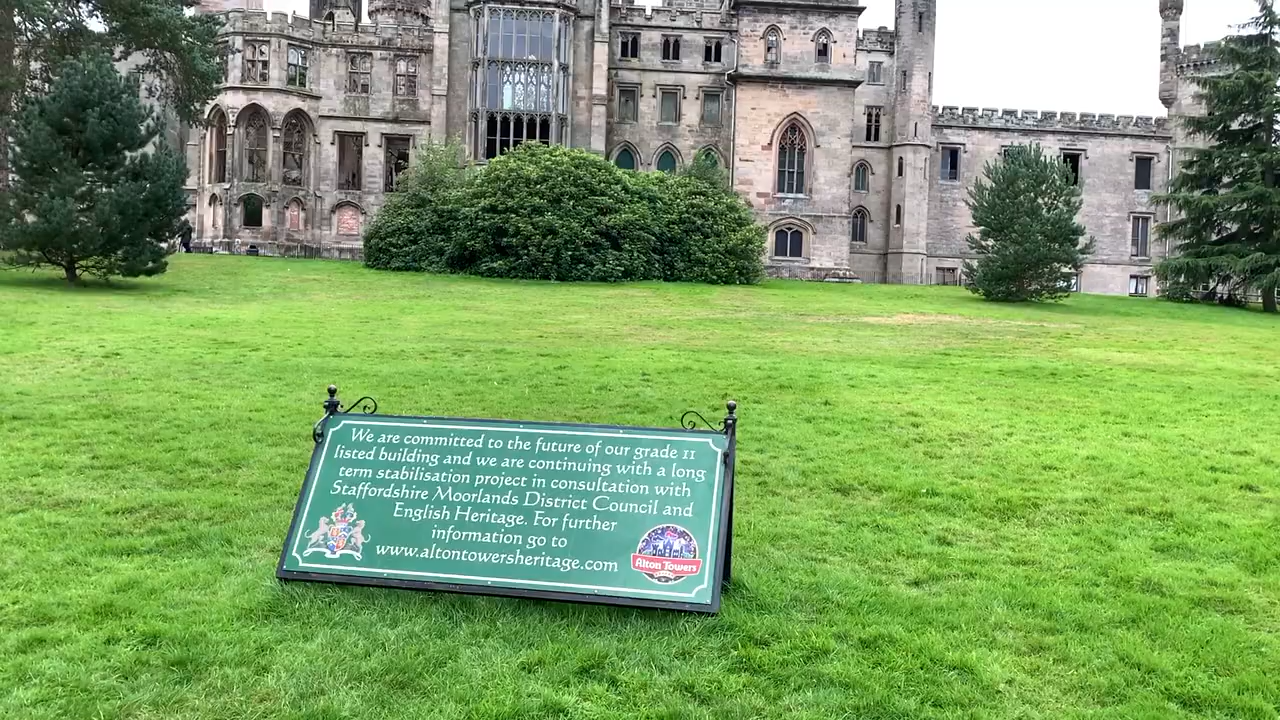 We are committed to the future of our grade II
listed building and we are continuing with a long
term stabilisation project in consultation with
Staffordshire Moorlands District Council and
English Heritage. For further
information go to
www.altontowersheritage.com
Alton Towers